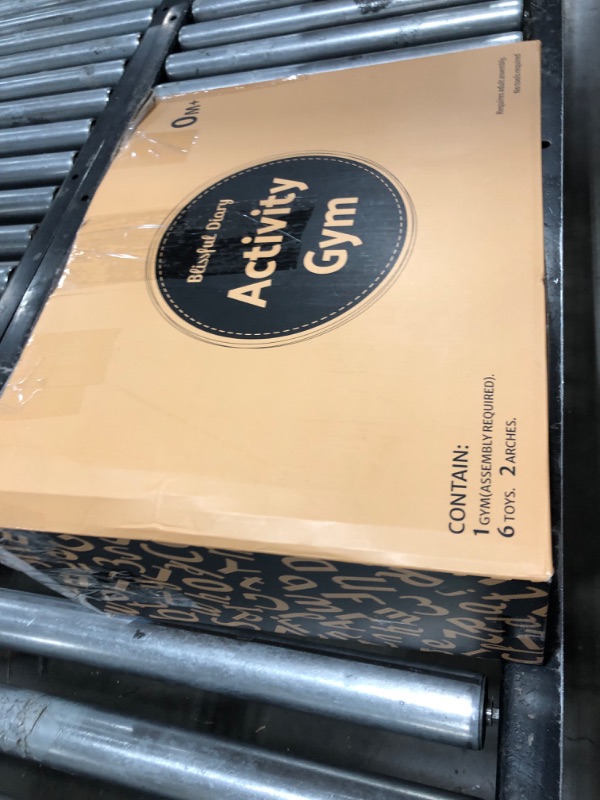 0M+
Requires adult assembly.
No tools required
Blissful Diary
Activity
Gym
CONTAIN:
1 GYM(ASSEMBLY REQUIRED).
6 TOYS. 2 ARCHES.